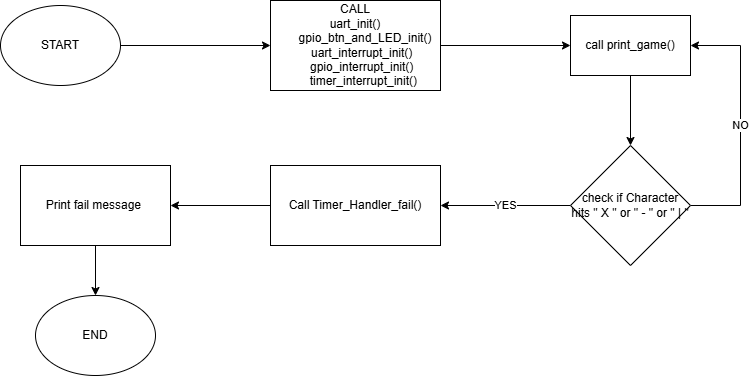 START
CALL
uart_init()
gpio_btn_and_LED_init()
uart_interrupt_init()
gpio_interrupt_init()
timer_interrupt_init()
call print_game()
NO
check if Character
hits " X " or " - " or " | "
YES
Call Timer_Handler_fail()
Print fail message
END